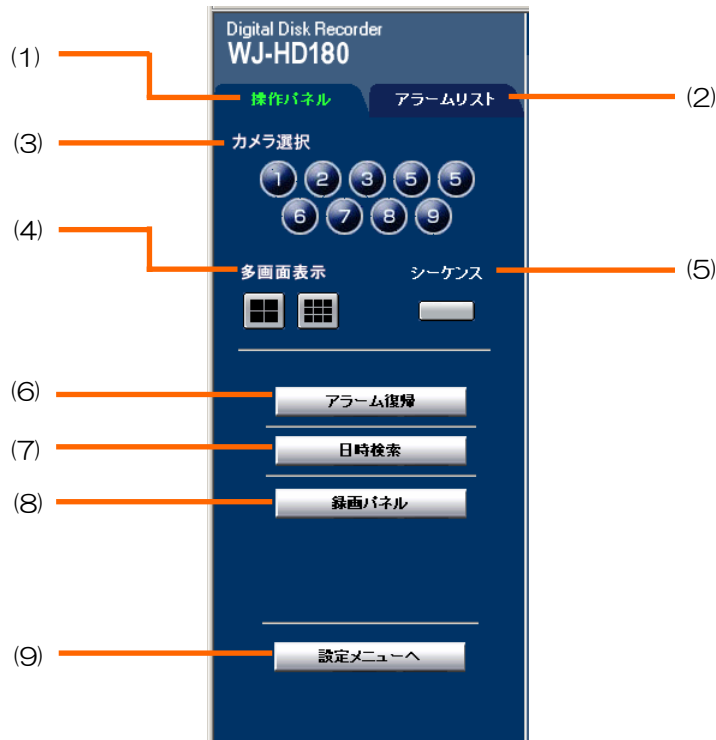 Digital Disk Recorder
WJ-HD180
(1)
操作パネル
アラームリスト
(2)
(3)
カメラ選択
1 2 3 5 5
6 7 8 9
(4)
多画面表示
シーケンス
(5)
(6)
アラーム復帰
(7)
日時検索
(8)
録画パネル
(9)
設定メニューへ